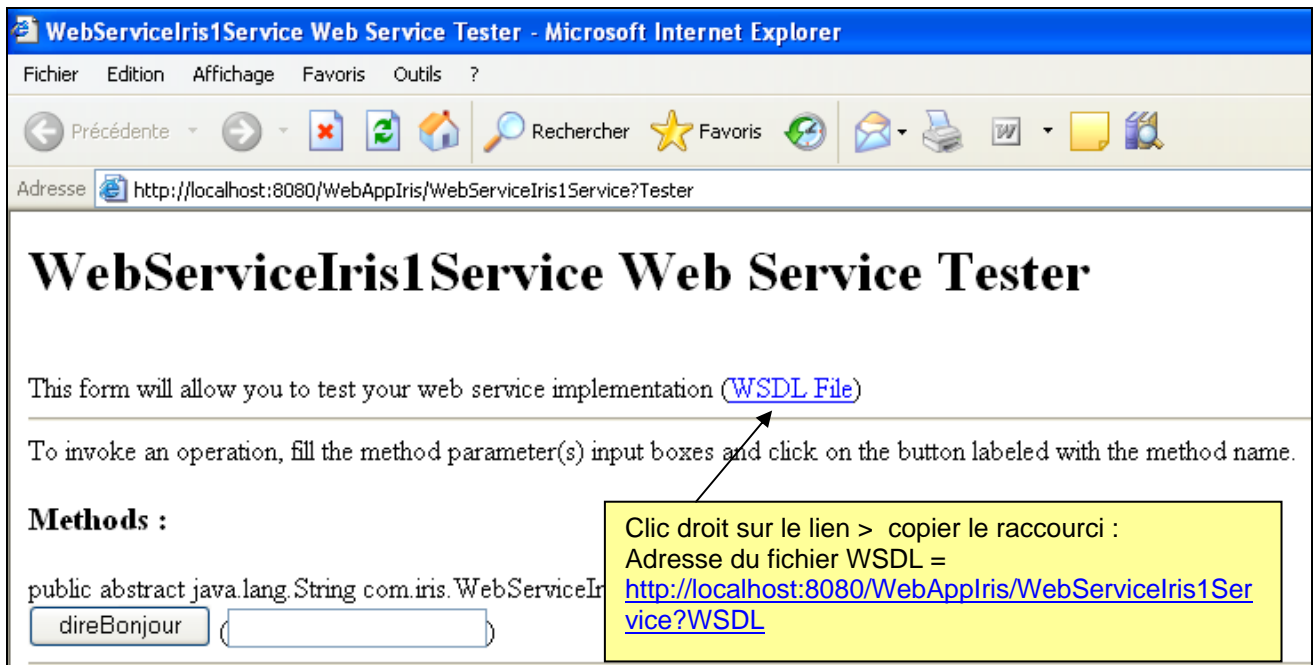 WebServiceIris1Service Web Service Tester - Microsoft Internet Explorer
Fichier Edition Affichage Favoris Outils ?
Précédente Rechercher Favoris
Adresse http://localhost:8080/WebAppIris/WebServiceIris1Service?Tester
WebServiceIris1Service Web Service Tester
This form will allow you to test your web service implementation (WSDL File)
To invoke an operation, fill the method parameter(s) input boxes and click on the button labeled with the method name.
Methods :
public abstract java.lang.String com.iris.WebServiceIr
direBonjour ( )
Clic droit sur le lien > copier le raccourci :
Adresse du fichier WSDL =
http://localhost:8080/WebAppIris/WebServiceIris1Ser
vice?WSDL